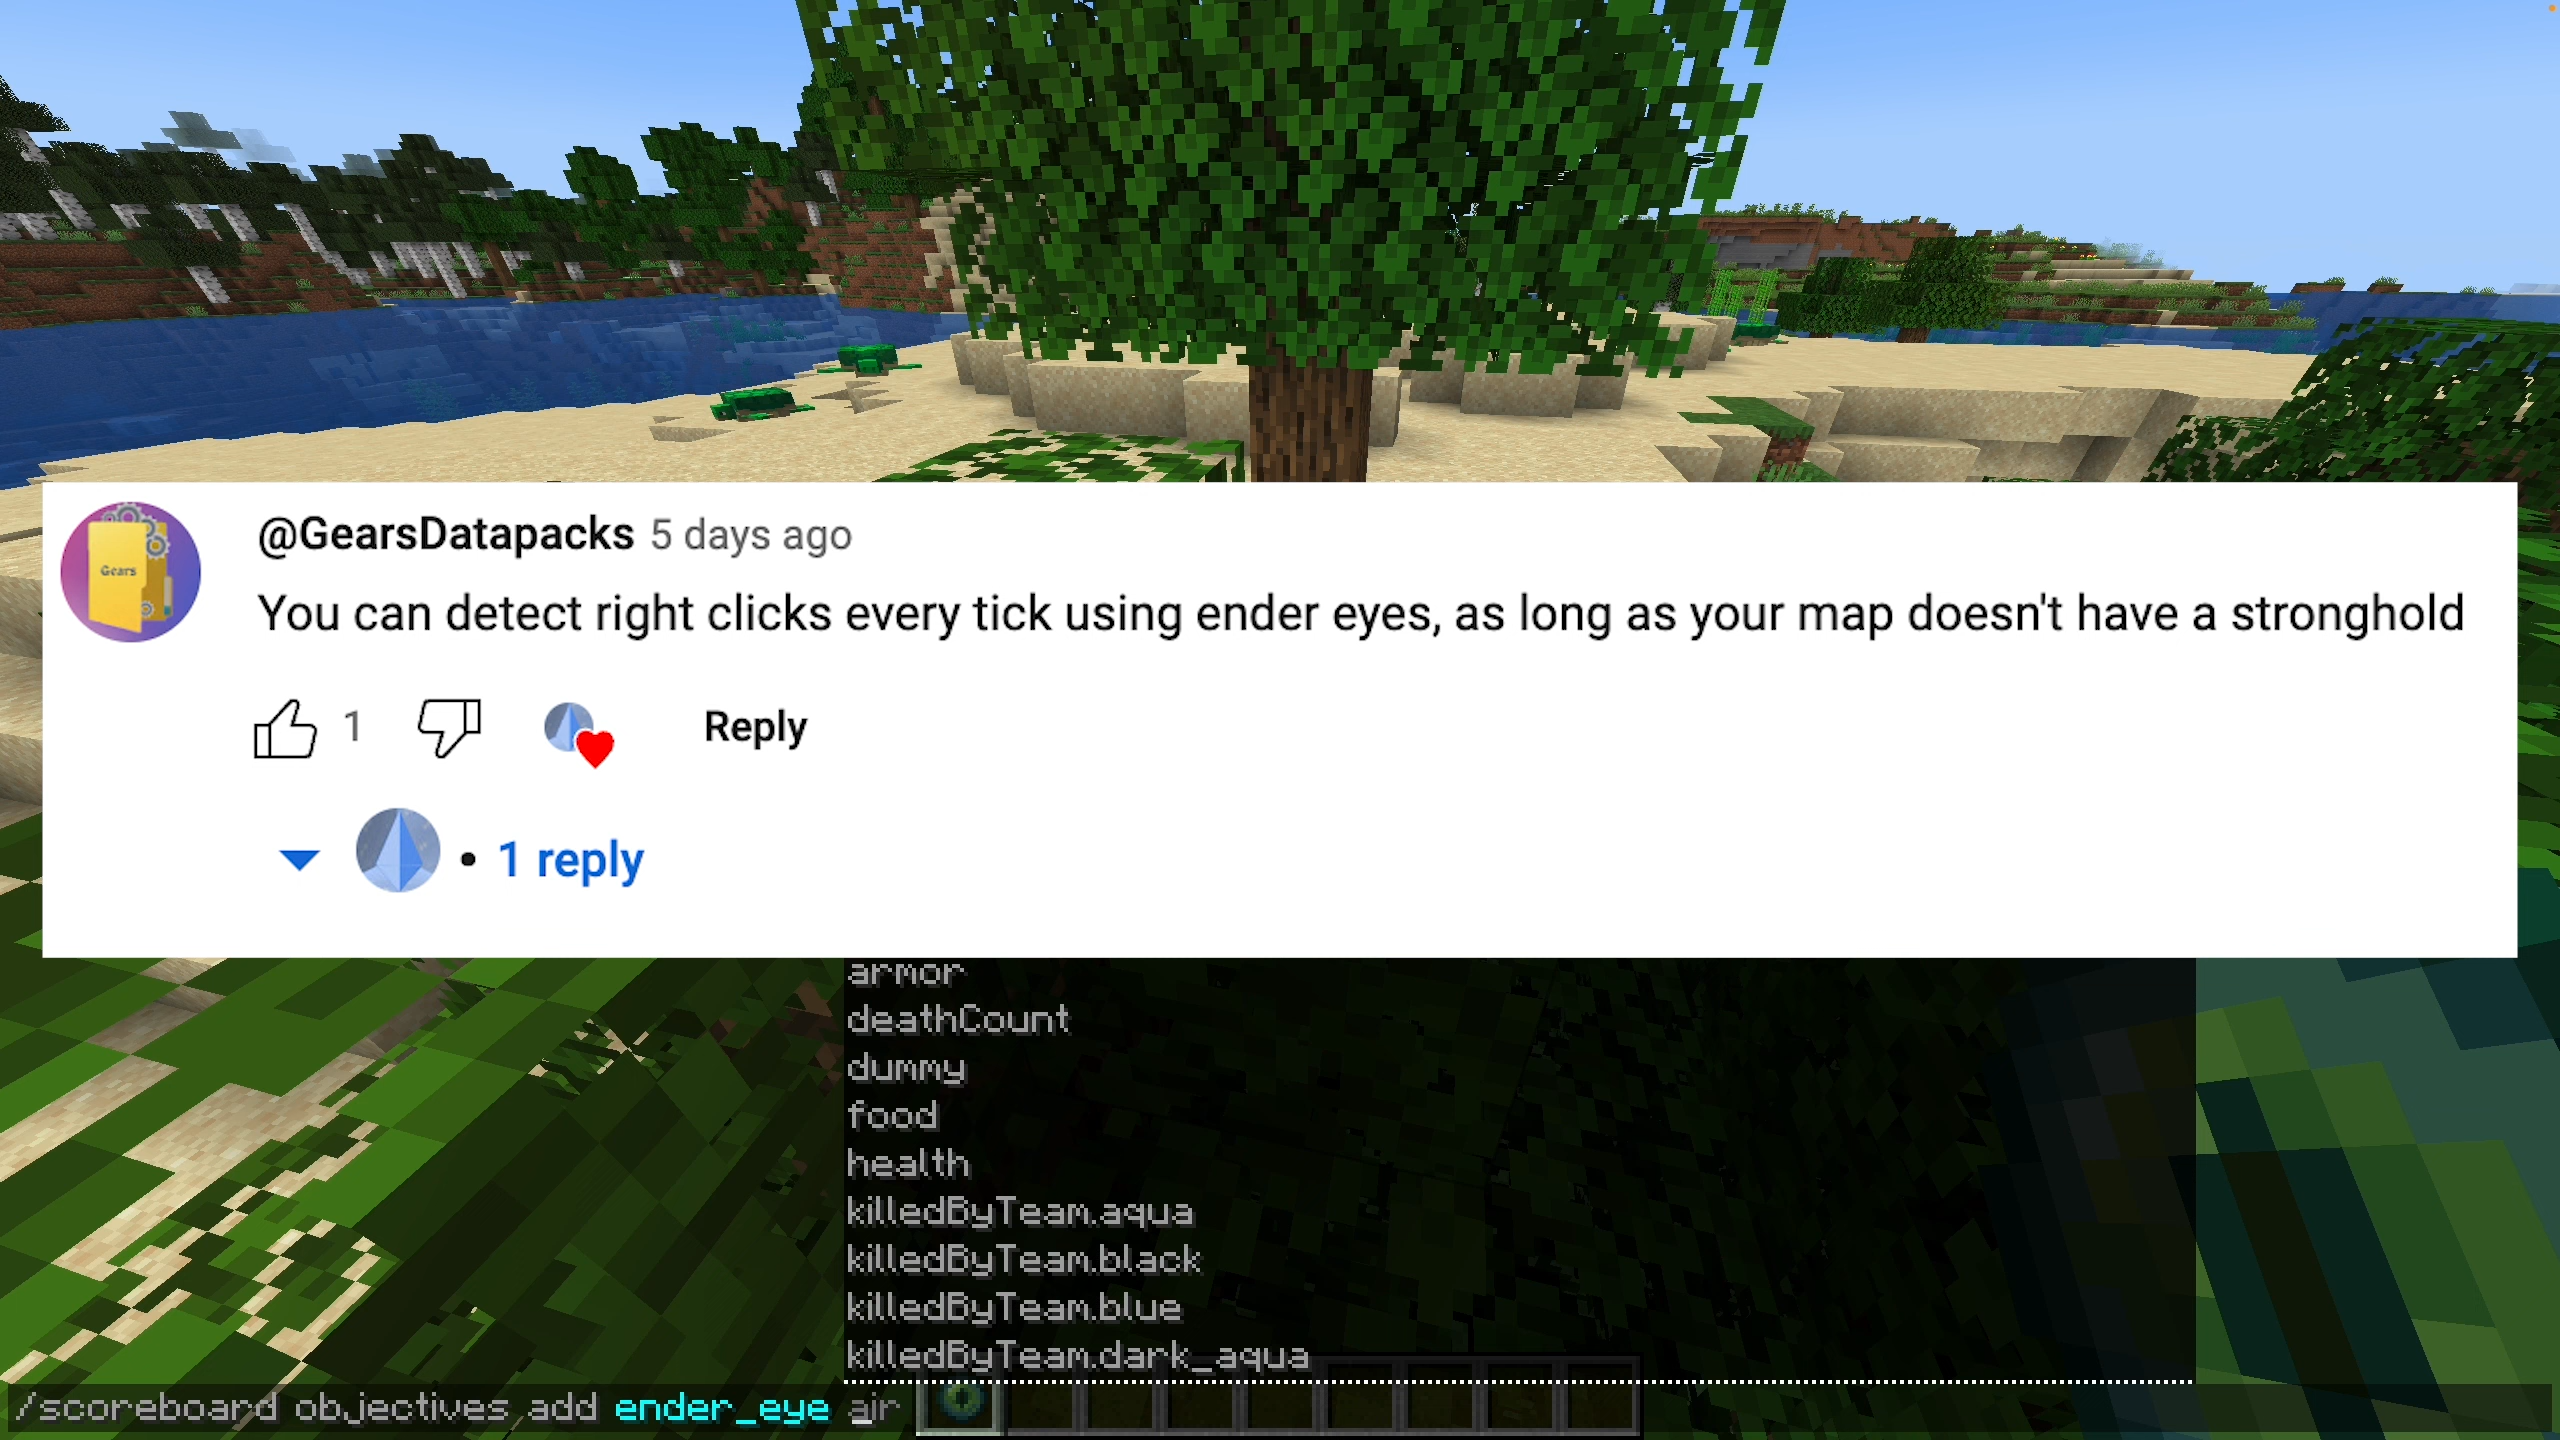 @GearsDatapacks 5 days ago
Gears
You can detect right clicks every tick using ender eyes, as long as your map doesn't have a stronghold
1
Reply
• 1 reply
armor
deathCount
dummy
food
health
killedByTeam.aqua
killedByTeam.black
killedByTeam.blue
killedByTeam.dark_aqua
/scoreboard objectives add ender_eye air